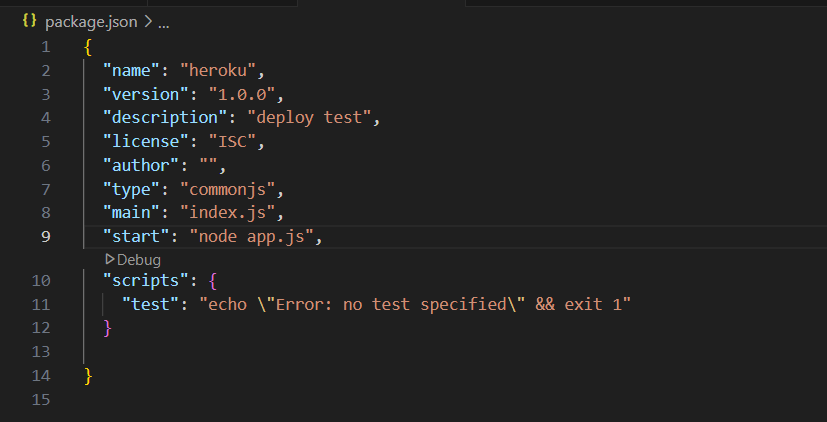 {} package.json > ...
1 {
2 "name": "heroku",
3 "version": "1.0.0",
4 "description": "deploy test",
5 "license": "ISC",
6 "author": "",
7 "type": "commonjs",
8 "main": "index.js",
9 "start": "node app.js",
Debug
10 "scripts": {
11 "test": "echo \"Error: no test specified\" && exit 1"
12 }
13
14 }
15